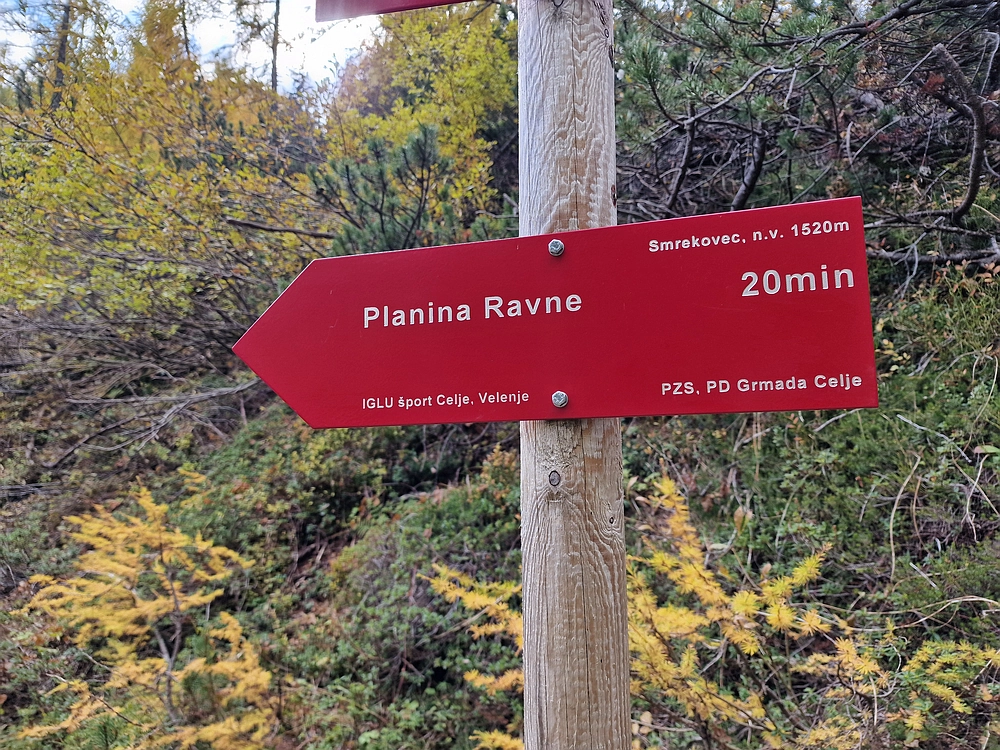 Smrekovec, n.v. 1520m
20min
Planina Ravne
IGLU šport Celje, Velenje
PZS, PD Grmada Celje